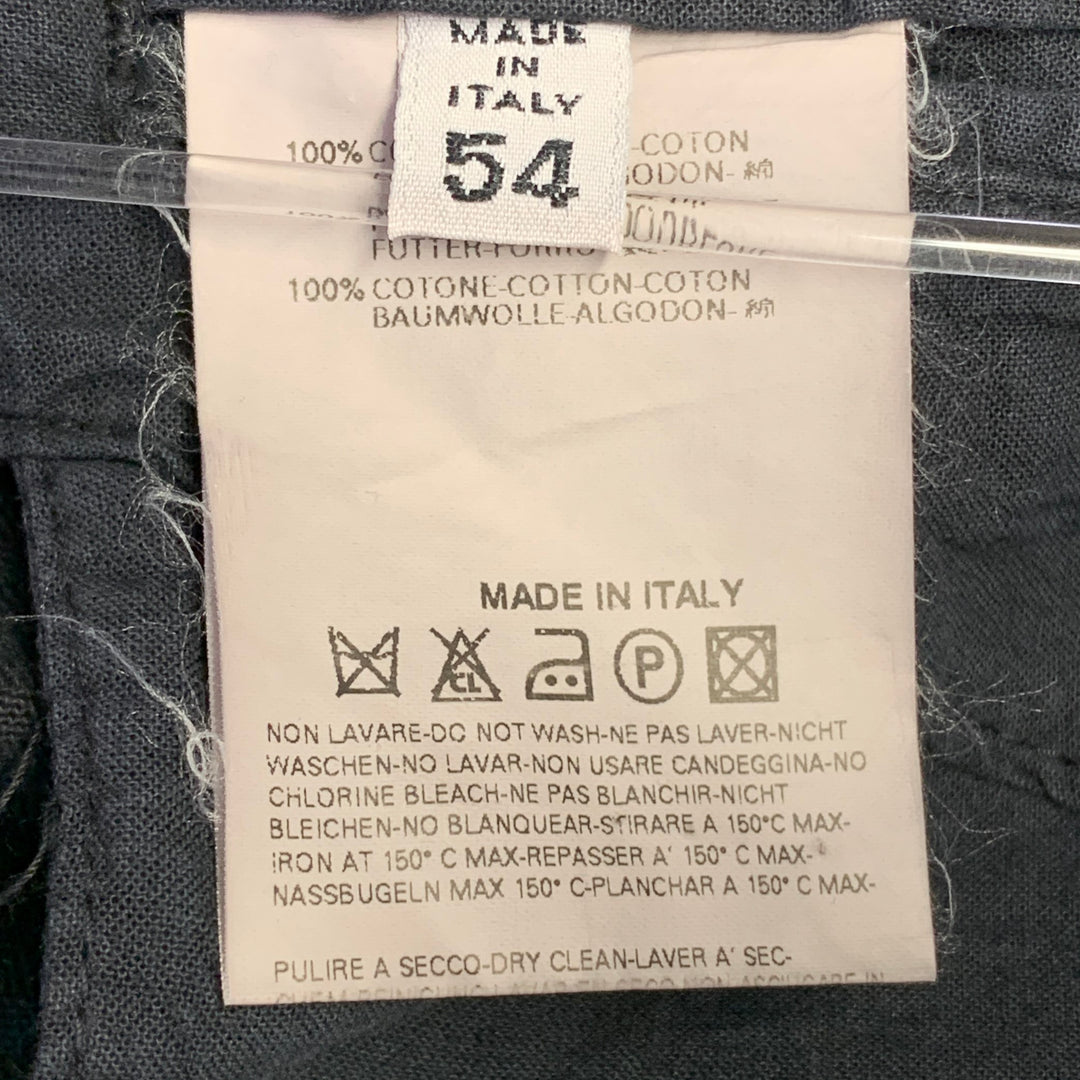 MADE
IN
ITALY
54
100% -COTON
-綿
FUTTER-
100% COTONE-COTTON-COTON
BAUMWOLLE-ALGODON- 綿
MADE IN ITALY
CL P
NON LAVARE-DO NOT WASH-NE PAS LAVER-NICHT
WASCHEN-NO LAVAR-NON USARE CANDEGGINA-NO
CHLORINE BLEACH-NE PAS BLANCHIR-NICHT
BLEICHEN-NO BLANQUEAR-STIRARE A 150°C MAX-
IRON AT 150° C MAX-REPASSER A' 150° C MAX-
NASSBUGELN MAX 150° C-PLANCHAR A 150° C MAX-
PULIRE A SECCO-DRY CLEAN-LAVER A' SEC-